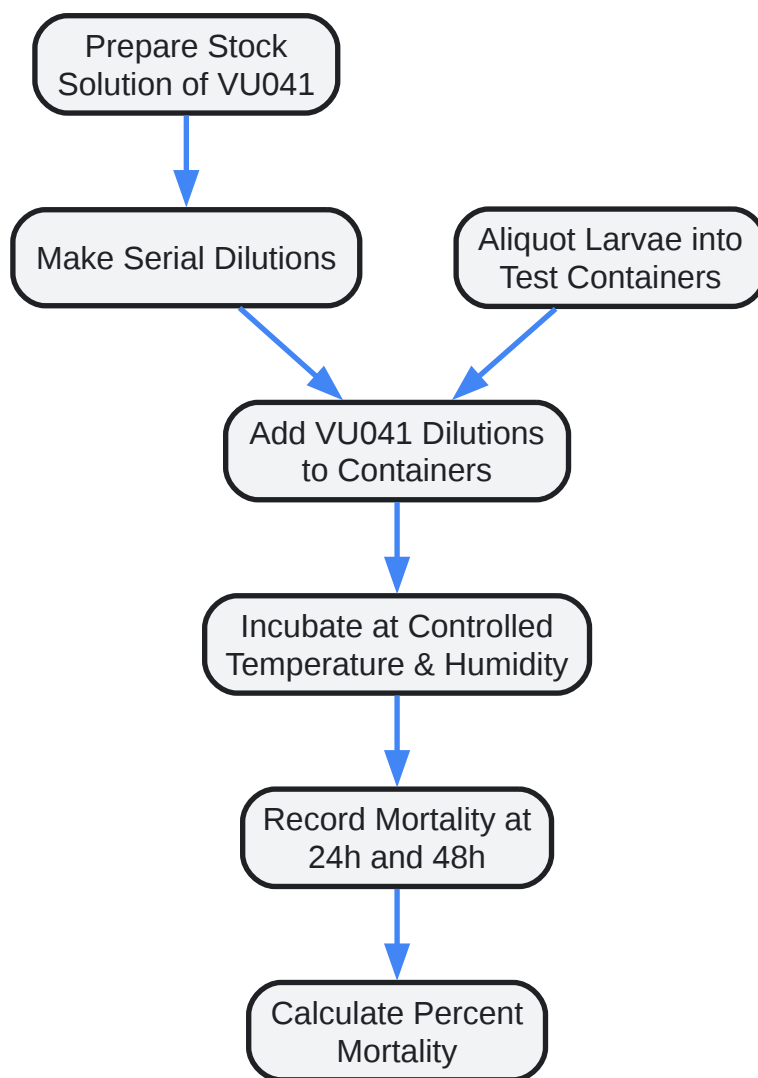 Prepare Stock
Solution of VU041
Make Serial Dilutions
Aliquot Larvae into
Test Containers
Add VU041 Dilutions
to Containers
Incubate at Controlled
Temperature & Humidity
Record Mortality at
24h and 48h
Calculate Percent
Mortality